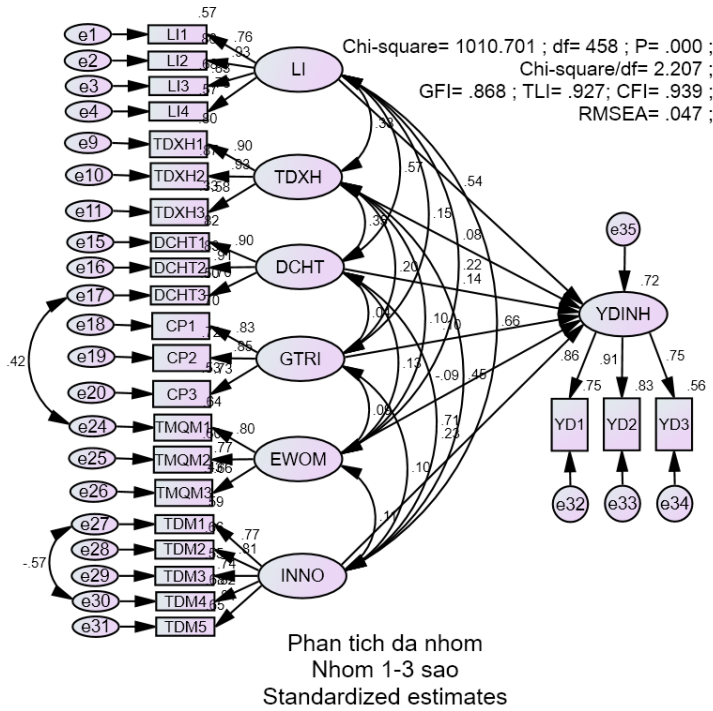 Chi-square= 1010.701 ; df= 458 ; P= .000 ;
Chi-square/df= 2.207 ;
GFI= .868 ; TLI= .927; CFI= .939 ;
RMSEA= .047 ;
.57
e1 LI1 .76
e2 LI2 .93
e3 LI3
e4 LI4
LI
e9 TDXH1 .90
e10 TDXH2 .93
e11 TDXH3 .58
TDXH
e15 DCHT1 .90
e16 DCHT2 .91
e17 DCHT3
DCHT
e18 CP1 .83
e19 CP2 .85
e20 CP3 .73
GTRI
e24 TMQM1 .80
e25 TMQM2 .77
e26 TMQM3 .66
EWOM
e27 TDM1 .77
e28 TDM2 .81
e29 TDM3 .74
e30 TDM4
e31 TDM5
INNO
.42
-.57
.57
.54
.15
.08
.22
.14
.20
.66
.10
.13
-.09
.45
.71
.23
.10
e35
.72
YDINH
.86 .91 .75
.75 .83 .56
YD1 YD2 YD3
e32 e33 e34
Phan tich da nhom
Nhom 1-3 sao
Standardized estimates